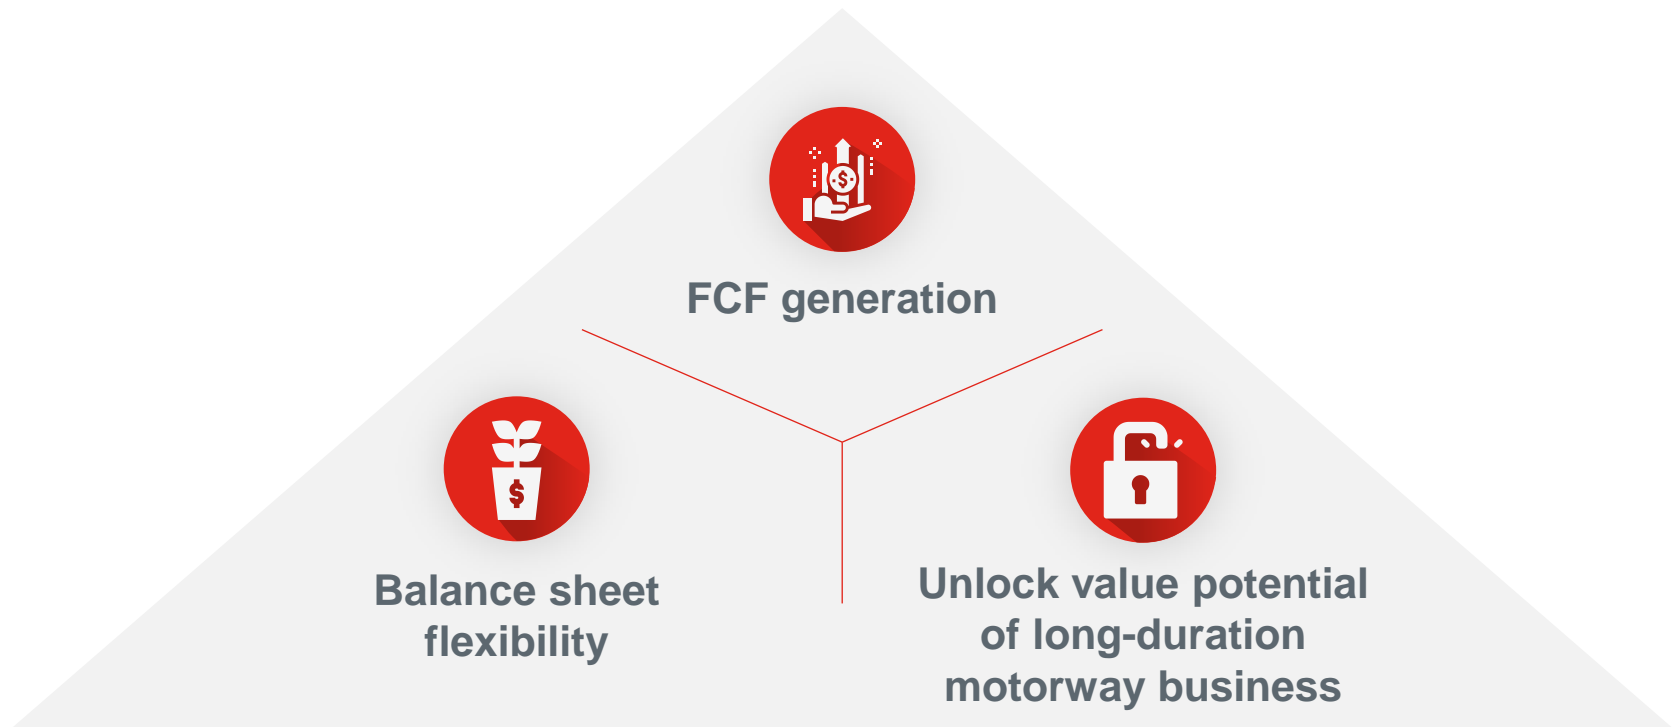 FCF generation
Balance sheet
flexibility
Unlock value potential
of long-duration
motorway business